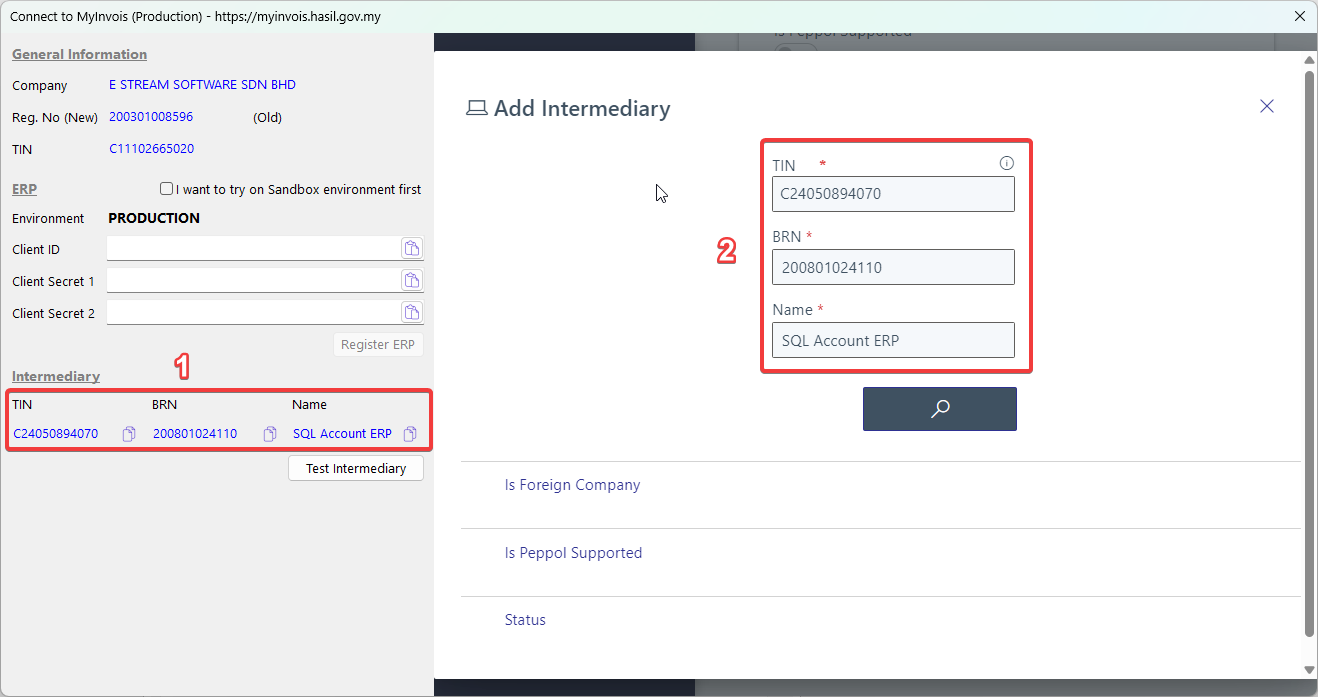 Connect to MyInvois (Production) - https://myinvois.hasil.gov.my
General Information
Company E STREAM SOFTWARE SDN BHD
Reg. No (New) 200301008596 (Old)
TIN C11102665020
ERP I want to try on Sandbox environment first
Environment PRODUCTION
Client ID
Client Secret 1
Client Secret 2
Register ERP
1
Intermediary
TIN BRN Name
C24050894070 200801024110 SQL Account ERP
Test Intermediary
Is Peppol Supported
Add Intermediary
2
TIN *
C24050894070
BRN *
200801024110
Name *
SQL Account ERP
Is Foreign Company
Is Peppol Supported
Status